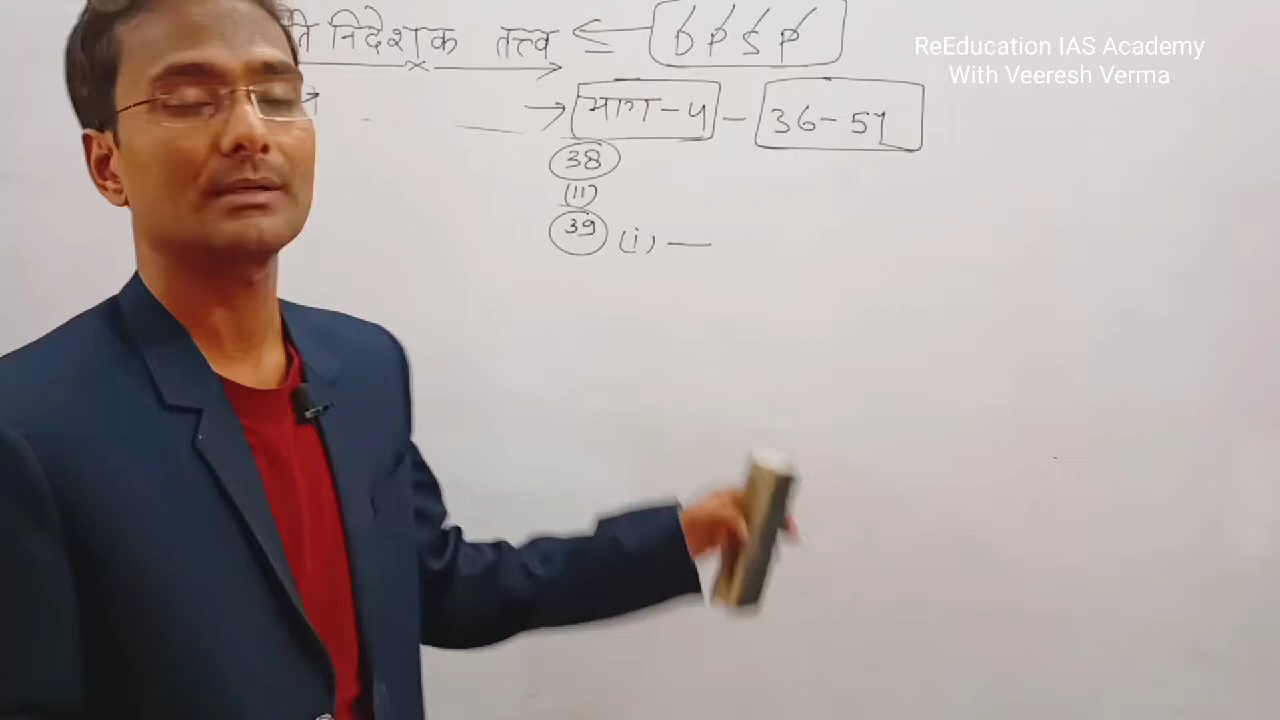 ति निदेशक तत्त्व
DPSP
ReEducation IAS Academy
With Veeresh Verma
भाग-4 - 36-51
38
(II)
39 (i) —